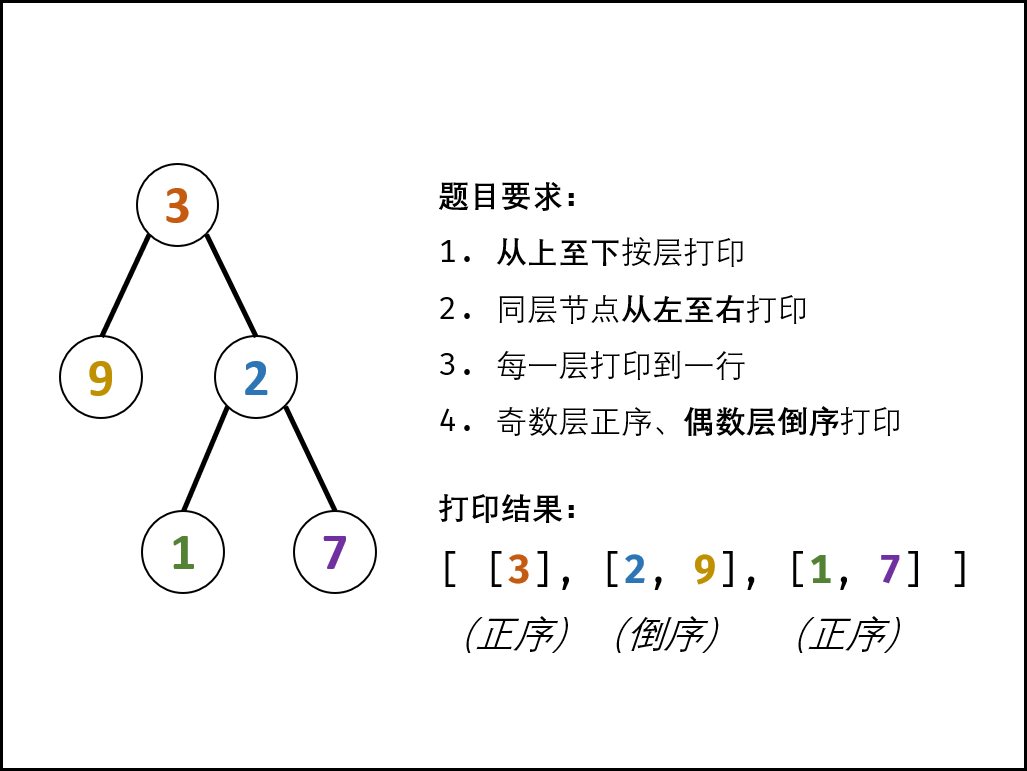 3
9 2
1 7
题目要求:
1. 从上至下按层打印
2. 同层节点从左至右打印
3. 每一层打印到一行
4. 奇数层正序、偶数层倒序打印
打印结果:
[ [3], [2, 9], [1, 7] ]
(正序) (倒序) (正序)